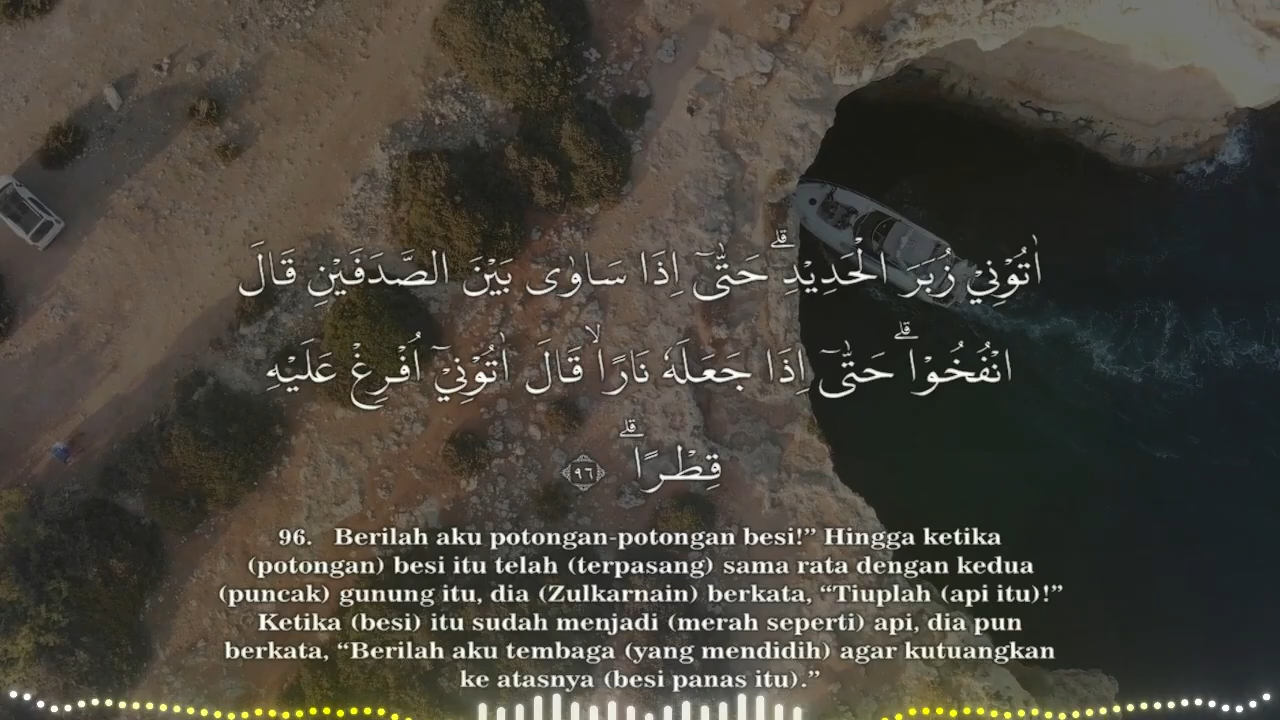 اٰتُوْنِيْ زُبَرَ الْحَدِيْدِۗ حَتّٰىٓ اِذَا سَاوٰى بَيْنَ الصَّدَفَيْنِ قَالَ
انْفُخُوْاۗ حَتّٰىٓ اِذَا جَعَلَهٗ نَارًاۙ قَالَ اٰتُوْنِيْٓ اُفْرِغْ عَلَيْهِ
قِطْرًاۗ ٩٦
96. Berilah aku potongan-potongan besi!” Hingga ketika
(potongan) besi itu telah (terpasang) sama rata dengan kedua
(puncak) gunung itu, dia (Zulkarnain) berkata, “Tiuplah (api itu)!”
Ketika (besi) itu sudah menjadi (merah seperti) api, dia pun
berkata, “Berilah aku tembaga (yang mendidih) agar kutuangkan
ke atasnya (besi panas itu).”